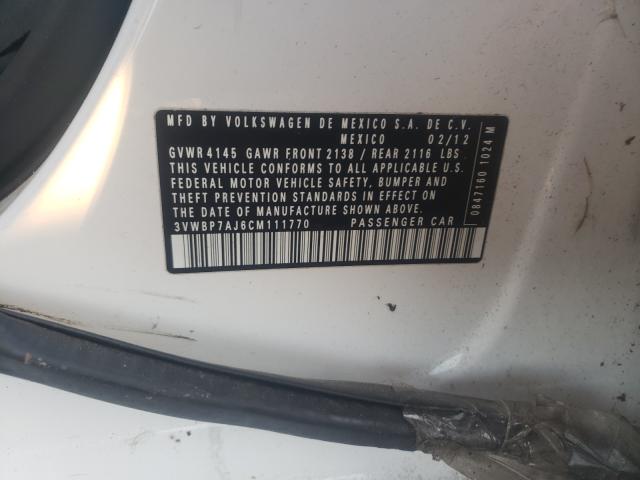 MFD BY VOLKSWAGEN DE MEXICO S.A. DE C.V.
MEXICO 02/12
GVWR 4145 GAWR FRONT 2138 / REAR 2116 LBS
THIS VEHICLE CONFORMS TO ALL APPLICABLE U.S.
FEDERAL MOTOR VEHICLE SAFETY, BUMPER AND
THEFT PREVENTION STANDARDS IN EFFECT ON
THE DATE OF MANUFACTURE SHOWN ABOVE.
3VWBP7AJ6CM111770 PASSENGER CAR
0847160 1024 M